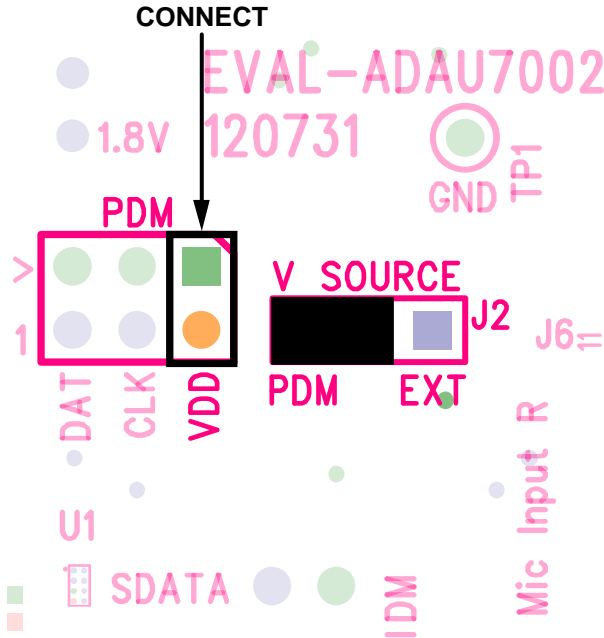 CONNECT
EVAL-ADAU7002
1.8V 120731
GND
TP1
PDM
V SOURCE
>
1
J2
J6
11
PDM EXT
DAT
CLK
VDD
Mic Input R
U1
SDATA